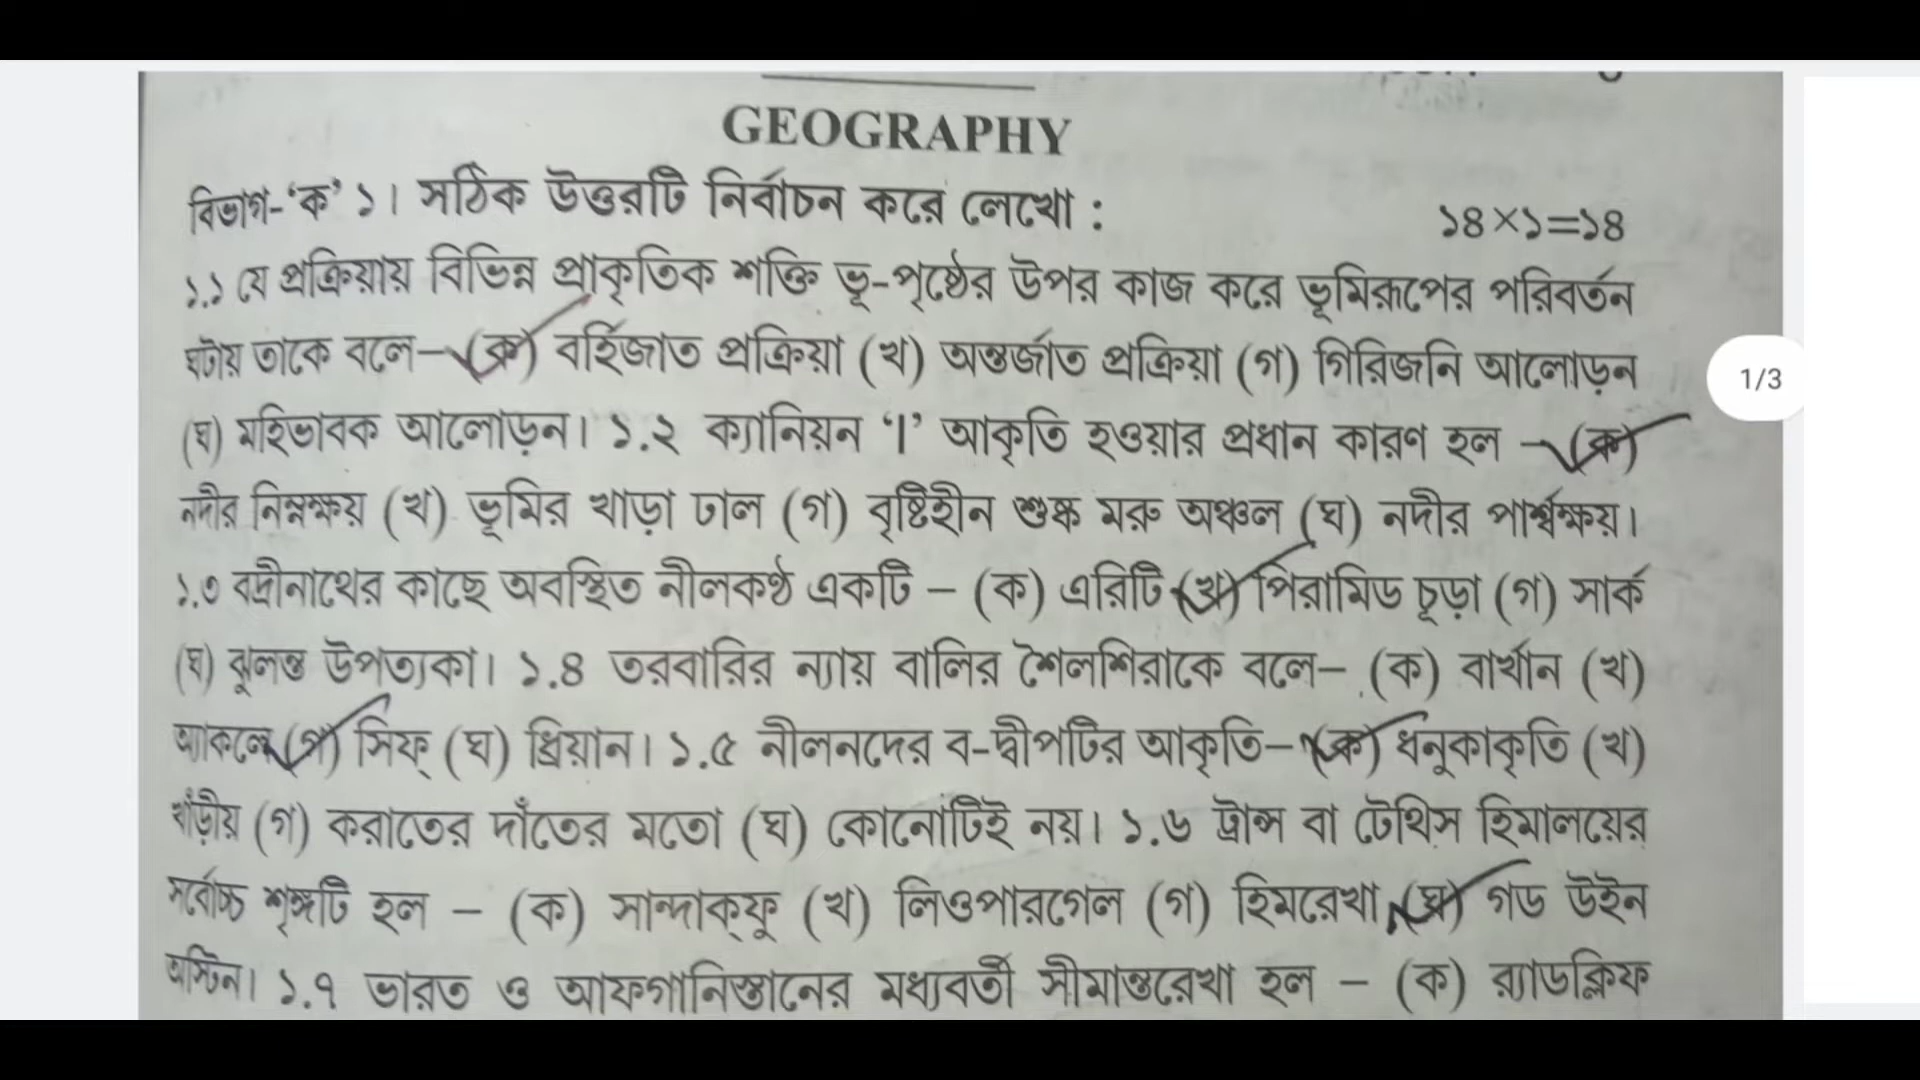 GEOGRAPHY
বিভাগ-‘ক’ ১। সঠিক উত্তরটি নির্বাচন করে লেখো : ১৪×১=১৪
১.১ যে প্রক্রিয়ায় বিভিন্ন প্রাকৃতিক শক্তি ভূ-পৃষ্ঠের উপর কাজ করে ভূমিরূপের পরিবর্তন
ঘটায় তাকে বলে– (ক) বর্হিজাত প্রক্রিয়া (খ) অন্তর্জাত প্রক্রিয়া (গ) গিরিজনি আলোড়ন
1/3
(ঘ) মহিভাবক আলোড়ন। ১.২ ক্যানিয়ন ‘I’ আকৃতি হওয়ার প্রধান কারণ হল – (ক)
নদীর নিম্নক্ষয় (খ) ভূমির খাড়া ঢাল (গ) বৃষ্টিহীন শুষ্ক মরু অঞ্চল (ঘ) নদীর পার্শ্বক্ষয়।
১.৩ বদ্রীনাথের কাছে অবস্থিত নীলকণ্ঠ একটি – (ক) এরিটি (খ) পিরামিড চূড়া (গ) সার্ক
(ঘ) ঝুলন্ত উপত্যকা। ১.৪ তরবারির ন্যায় বালির শৈলশিরাকে বলে– (ক) বার্খান (খ)
অ্যাকলে (গ) সিফ্ (ঘ) ধ্রিয়ান। ১.৫ নীলনদের ব-দ্বীপটির আকৃতি– (ক) ধনুকাকৃতি (খ)
খাঁড়ীয় (গ) করাতের দাঁতের মতো (ঘ) কোনোটিই নয়। ১.৬ ট্রান্স বা টেথিস হিমালয়ের
সর্বোচ্চ শৃঙ্গটি হল – (ক) সান্দাক্ফু (খ) লিওপারগেল (গ) হিমরেখা (ঘ) গড উইন
অস্টিন। ১.৭ ভারত ও আফগানিস্তানের মধ্যবর্তী সীমান্তরেখা হল – (ক) র‍্যাডক্লিফ